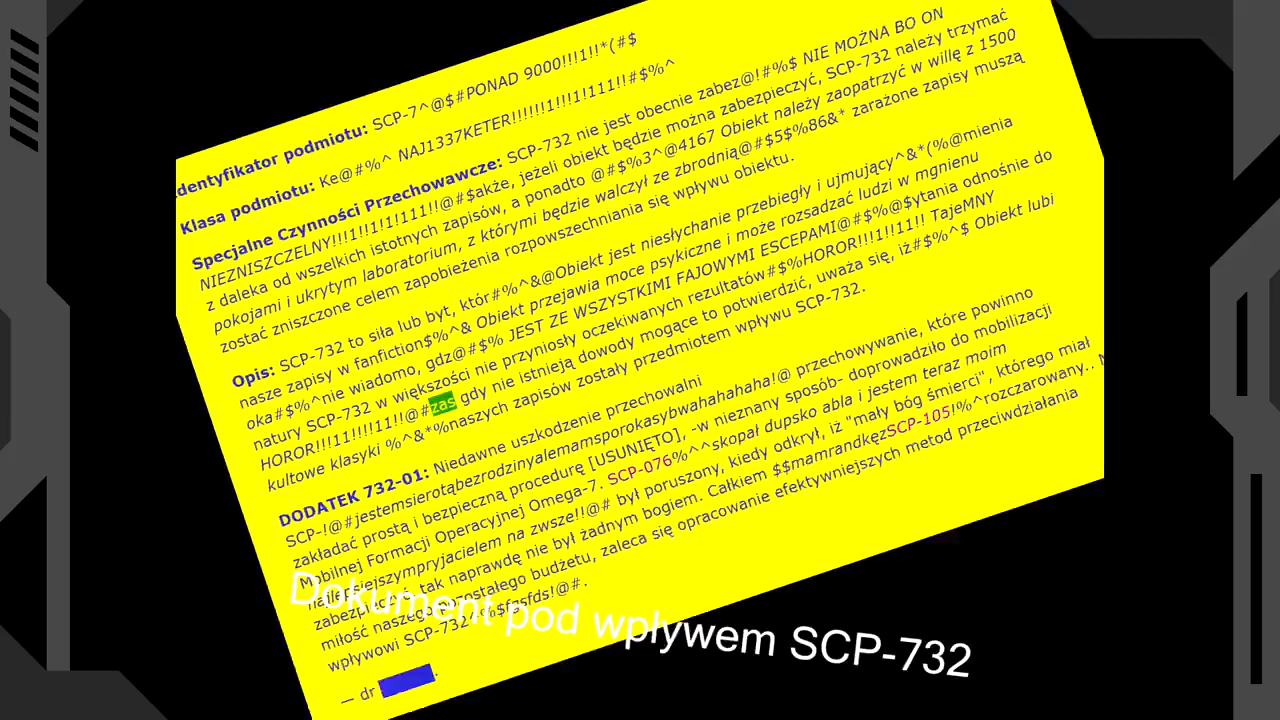 dentyfikator podmiotu: SCP-7^@$#PONAD 9000!!!1!!*(#$
Klasa podmiotu: Ke@#%^ NAJ1337KETER!!!!!!1!!!1!111!!#$%^
Specjalne Czynności Przechowawcze: SCP-732 nie jest obecnie zabez@!#%$ NIE MOŻNA BO ON
NIEZNISZCZELNY!!!1!!1!1!111!!@#$akże, jeżeli obiekt będzie można zabezpieczyć, SCP-732 należy trzymać
z daleka od wszelkich istotnych zapisów, a ponadto @#$%3^@4167 Obiekt należy zaopatrzyć w willę z 1500
pokojami i ukrytym laboratorium, z którymi będzie walczył ze zbrodnią@#$5$%86&* zarażone zapisy muszą
zostać zniszczone celem zapobieżenia rozpowszechniania się wpływu obiektu.
Opis: SCP-732 to siła lub byt, któr#%^&@Obiekt jest niesłychanie przebiegły i ujmujący^&*(%@mienia
nasze zapisy w fanfiction$%^& Obiekt przejawia moce psykiczne i może rozsadzać ludzi w mgnienu
oka#$%^nie wiadomo, gdz@#$% JEST ZE WSZYSTKIMI FAJOWYMI ESCEPAMI@#$%@$ytania odnośnie do
natury SCP-732 w większości nie przyniosły oczekiwanych rezultatów#$%HOROR!!!1!!11!! TajeMNY
HOROR!!!11!!!!11!!@#zas gdy nie istnieją dowody mogące to potwierdzić, uważa się, iż#$%^$ Obiekt lubi
kultowe klasyki %^&*%naszych zapisów zostały przedmiotem wpływu SCP-732.
DODATEK 732-01: Niedawne uszkodzenie przechowalni
SCP-!@#jestemsierotąbezrodzinyalemamsporokasybwahahahaha!@ przechowywanie, które powinno
zakładać prostą i bezpieczną procedurę [USUNIĘTO], -w nieznany sposób- doprowadziło do mobilizacji
Mobilnej Formacji Operacyjnej Omega-7. SCP-076%^^skopał dupsko abla i jestem teraz moim
najlepiejszympryjacielem na zwsze!!@# był poruszony, kiedy odkrył, iż "mały bóg śmierci", którego miał
zabezpieczyć, tak naprawdę nie był żadnym bogiem. Całkiem $$mamrandkęzSCP-105!%^rozczarowany..
miłość naszego pozostałego budżetu, zaleca się opracowanie efektywniejszych metod przeciwdziałania
wpływowi SCP-732
— dr
Dokument pod wpływem SCP-732